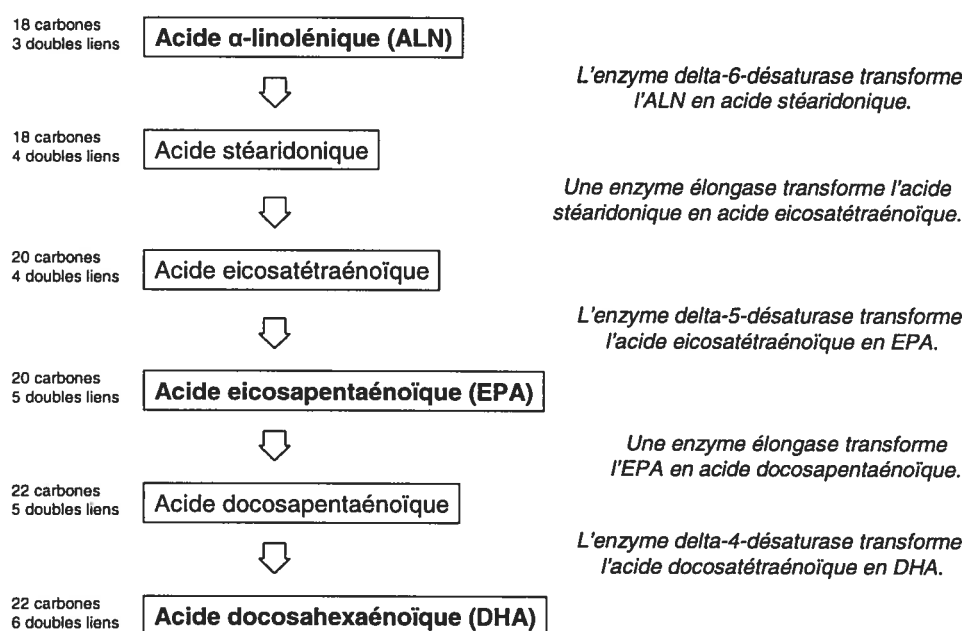 18 carbones
3 doubles liens
Acide α-linolénique (ALN)
L'enzyme delta-6-désaturase transforme
l'ALN en acide stéaridonique.
18 carbones
4 doubles liens
Acide stéaridonique
Une enzyme élongase transforme l'acide
stéaridonique en acide eicosatétraénoïque.
20 carbones
4 doubles liens
Acide eicosatétraénoïque
L'enzyme delta-5-désaturase transforme
l'acide eicosatétraénoïque en EPA.
20 carbones
5 doubles liens
Acide eicosapentaénoïque (EPA)
Une enzyme élongase transforme
l'EPA en acide docosapentaénoïque.
22 carbones
5 doubles liens
Acide docosapentaénoïque
L'enzyme delta-4-désaturase transforme
l'acide docosatétraénoïque en DHA.
22 carbones
6 doubles liens
Acide docosahexaénoïque (DHA)